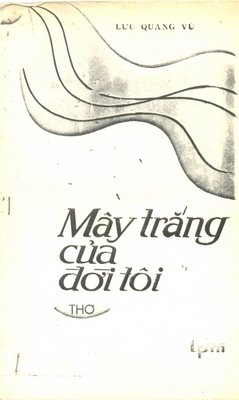 LƯU QUANG VŨ
Mây trắng
của
đời tôi
THƠ
tpm